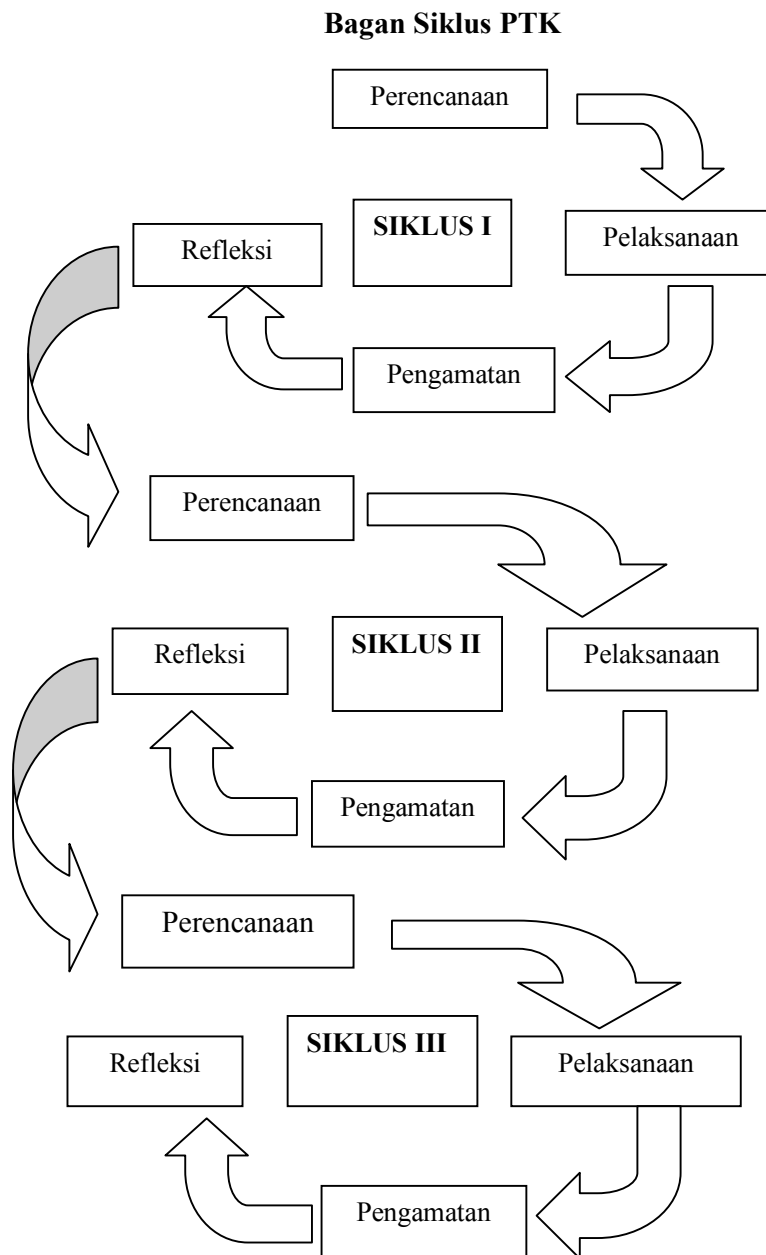 Bagan Siklus PTK
Perencanaan
Refleksi
SIKLUS I
Pelaksanaan
Pengamatan
Perencanaan
Refleksi
SIKLUS II
Pelaksanaan
Pengamatan
Perencanaan
Refleksi
SIKLUS III
Pelaksanaan
Pengamatan